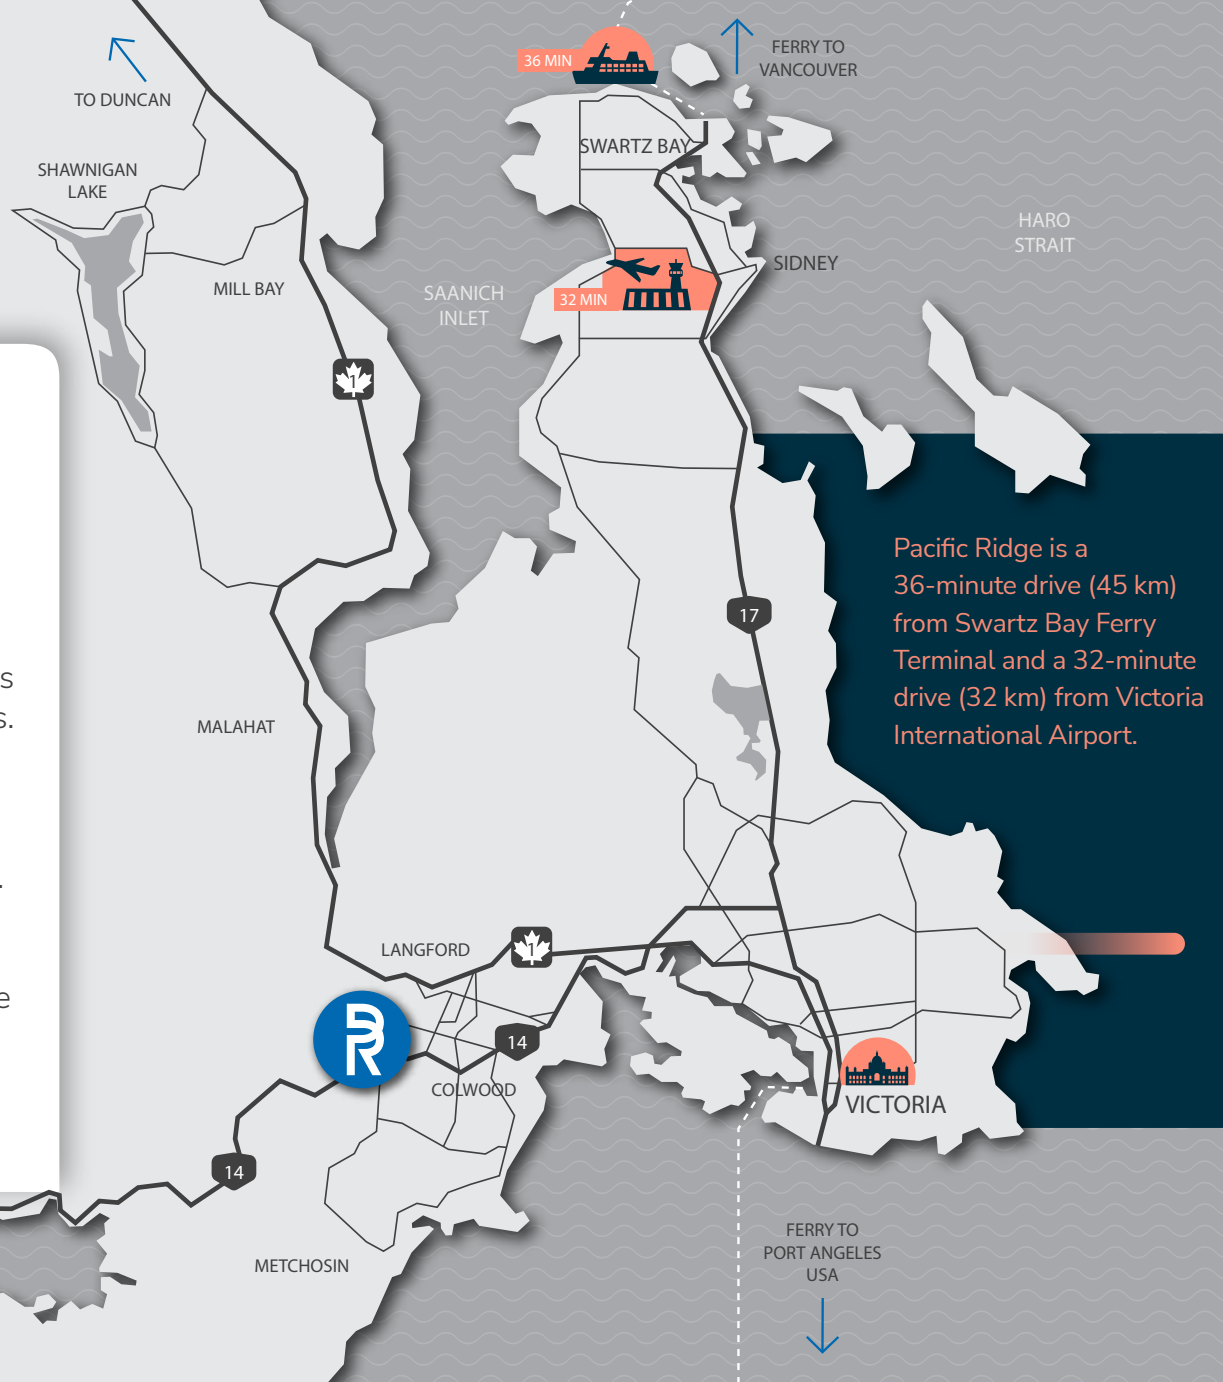 36 MIN
FERRY TO
VANCOUVER
TO DUNCAN
SWARTZ BAY
SHAWNIGAN
LAKE
HARO
STRAIT
SIDNEY
MILL BAY
SAANICH
INLET
32 MIN
1
Pacific Ridge is a
36-minute drive (45 km)
from Swartz Bay Ferry
Terminal and a 32-minute
drive (32 km) from Victoria
International Airport.
17
s
s.
MALAHAT
.
LANGFORD
1
e
R
14
COLWOOD
VICTORIA
14
FERRY TO
PORT ANGELES
USA
METCHOSIN